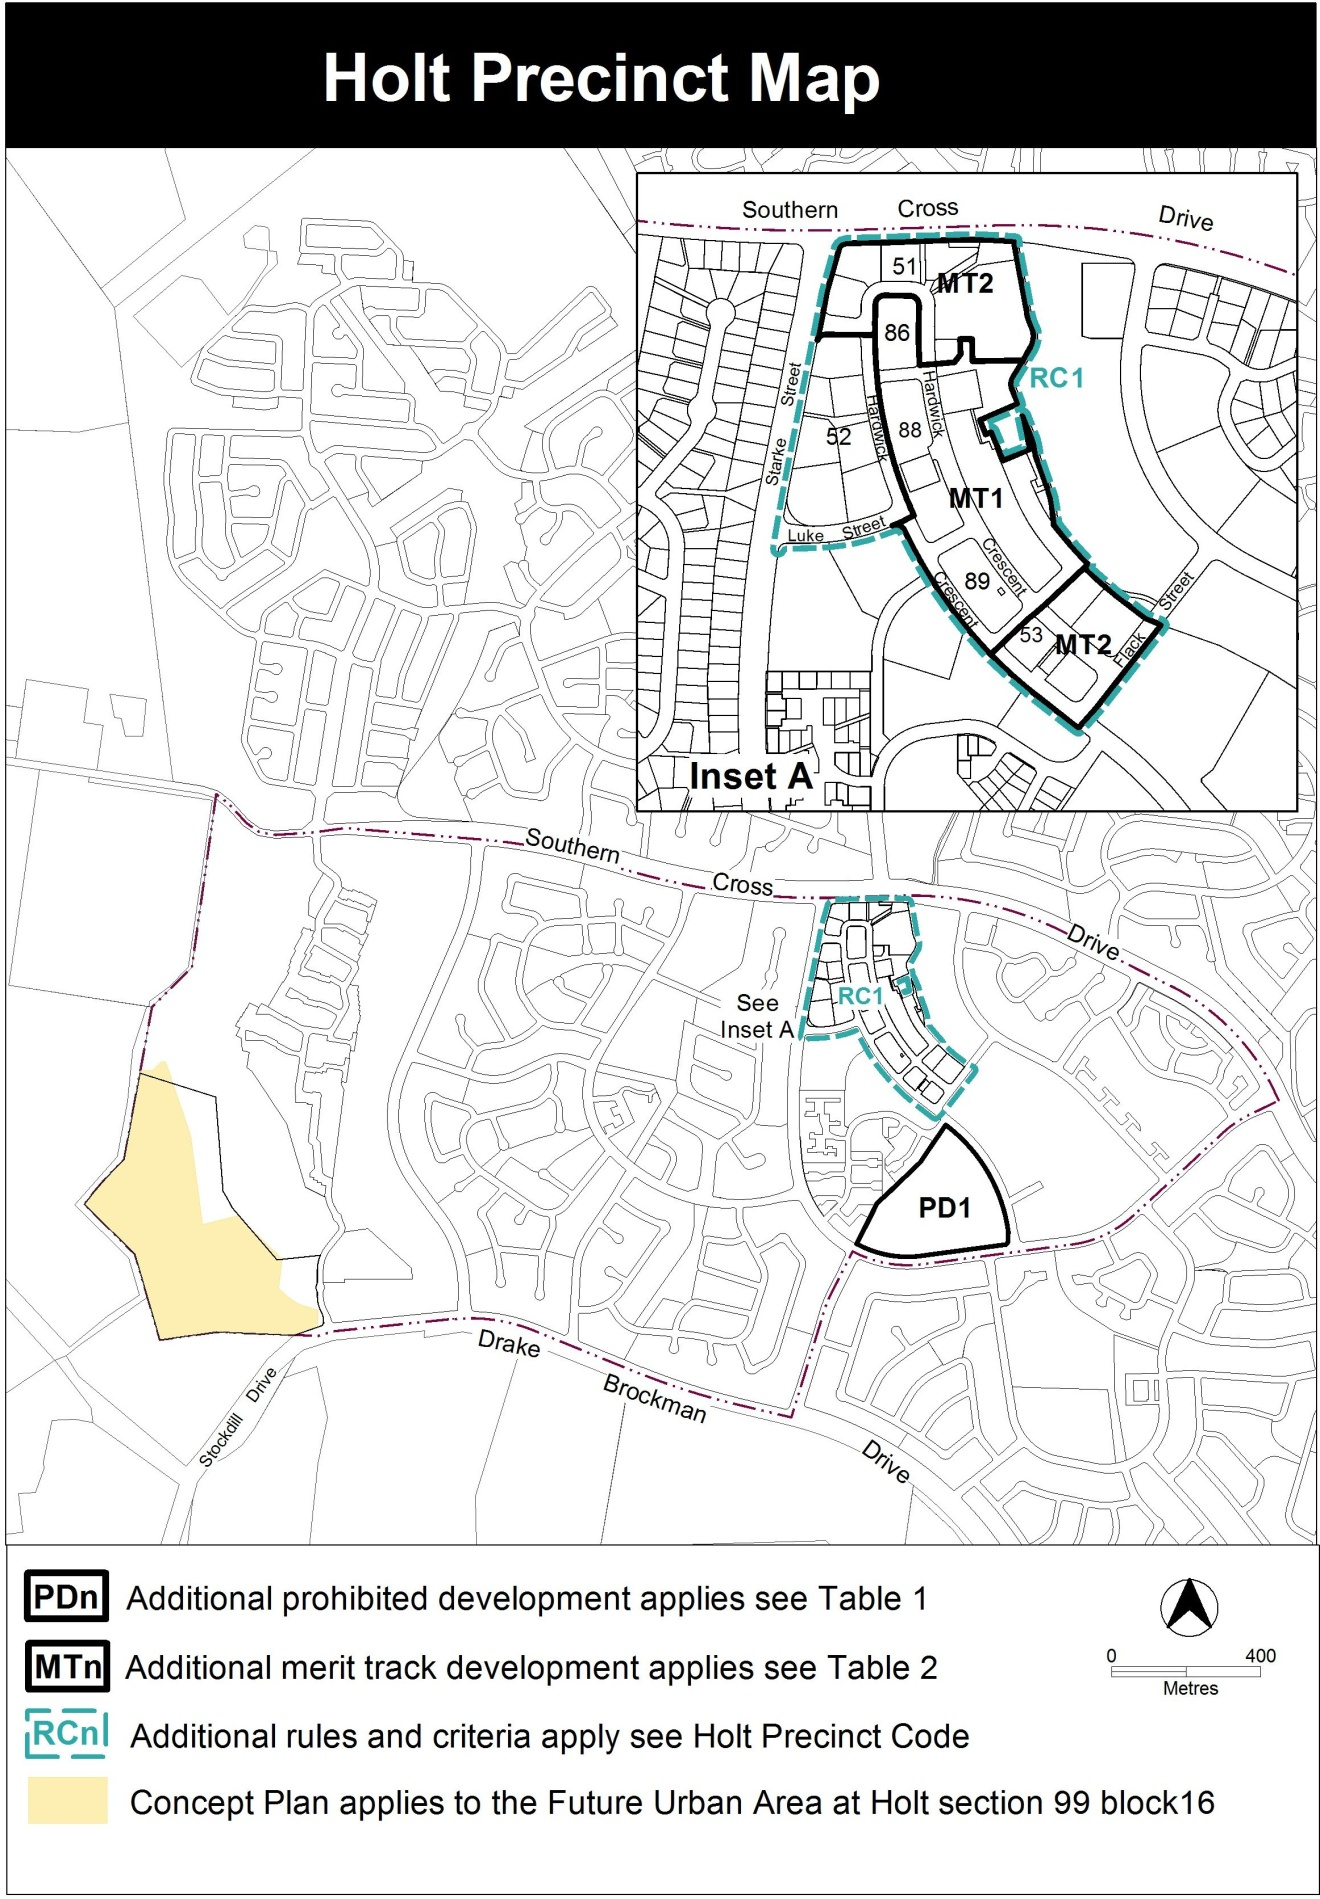 Holt Precinct Map
Southern Cross Drive
51
MT2
86
RC1
Hardwick
Hardwick
Street
Starke
52
88
MT1
Luke Street
Crescent
Crescent
89
Street
53
MT2
Flack
Inset A
Southern
Cross
Drive
See
Inset A
RC1
PD1
Drake
Brockman
Drive
Stockdill Drive
PDn Additional prohibited development applies see Table 1
MTn Additional merit track development applies see Table 2
RCn Additional rules and criteria apply see Holt Precinct Code
Concept Plan applies to the Future Urban Area at Holt section 99 block16
0 400
Metres